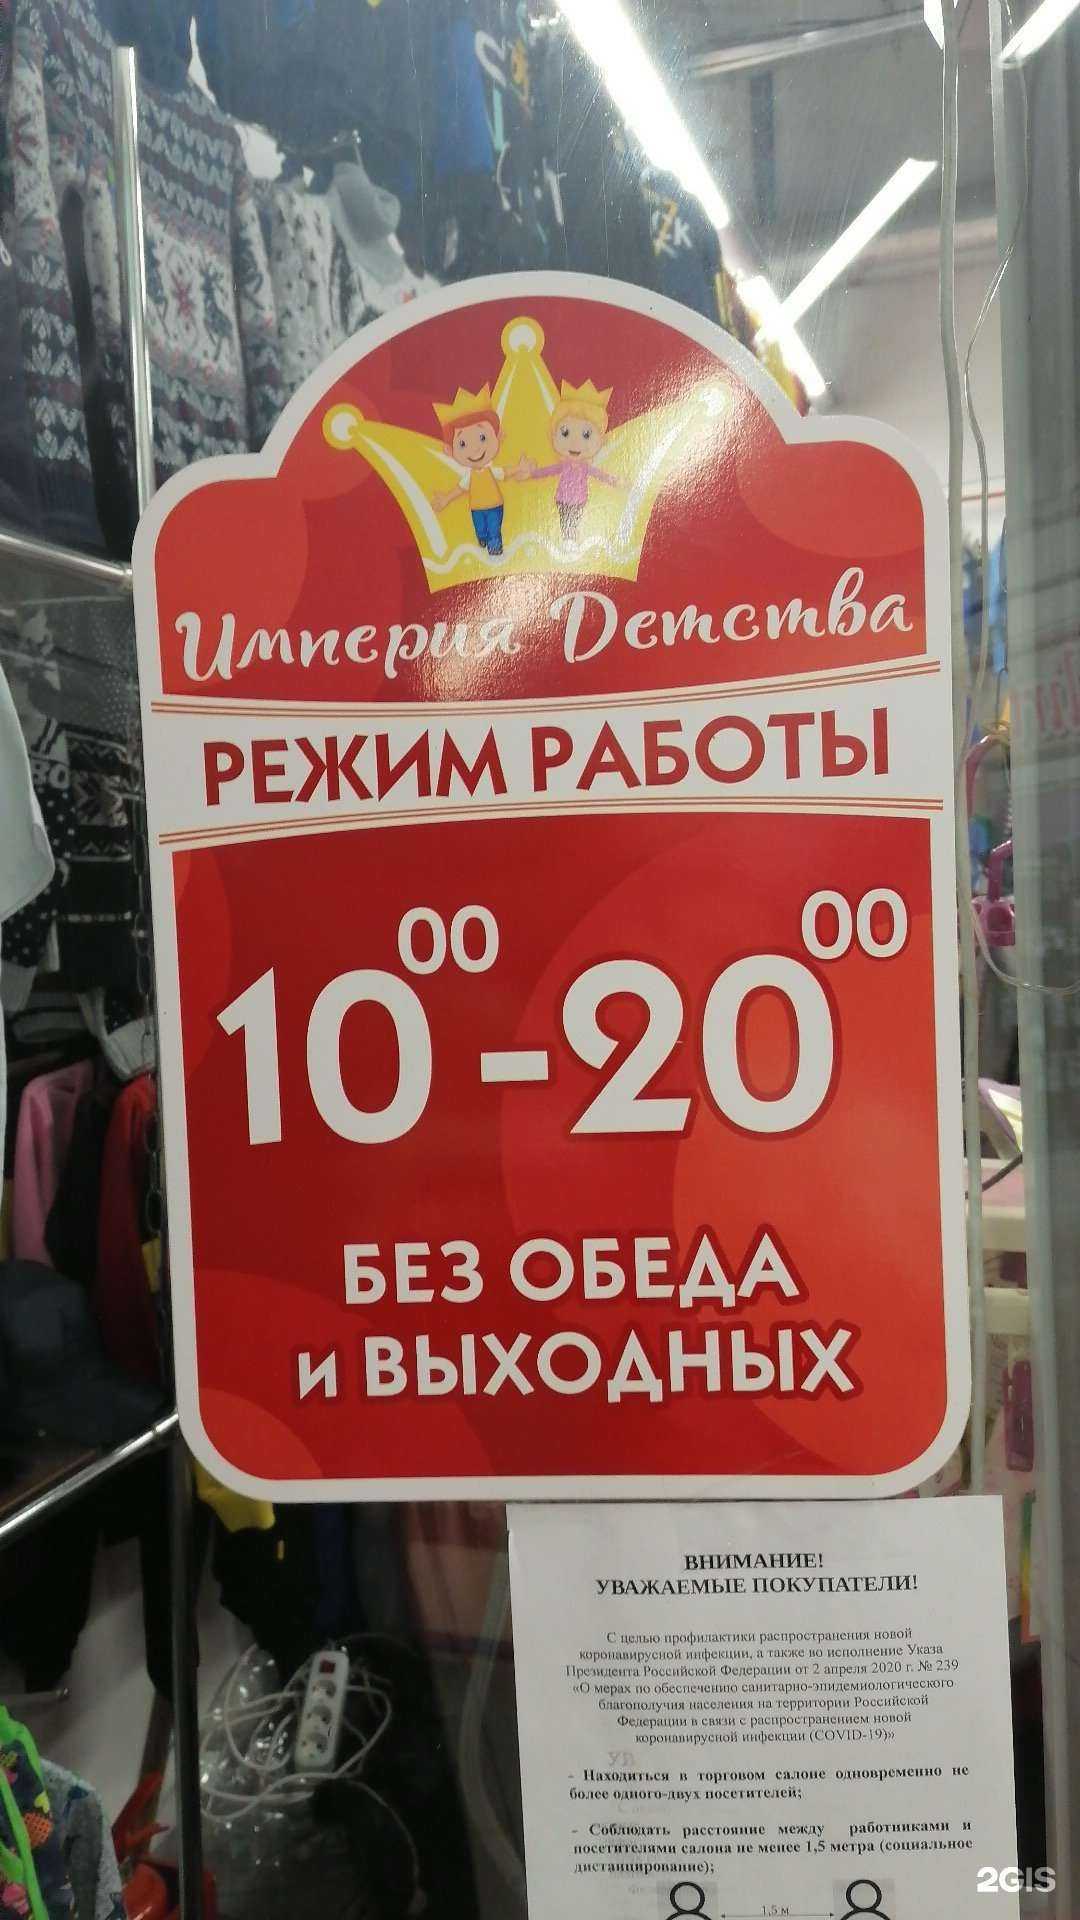 Империя Детства
РЕЖИМ РАБОТЫ
10 00 - 20 00
БЕЗ ОБЕДА
и ВЫХОДНЫХ
ВНИМАНИЕ!
УВАЖАЕМЫЕ ПОКУПАТЕЛИ!
С целью профилактики распространения новой
коронавирусной инфекции, а также во исполнение Указа
Президента Российской Федерации от 2 апреля 2020 г. № 239
«О мерах по обеспечению санитарно-эпидемиологического
благополучия населения на территории Российской
Федерации в связи с распространением новой
коронавирусной инфекции (COVID-19)»
- Находиться в торговом салоне одновременно не
более одного-двух посетителей;
- Соблюдать расстояние между работниками и
посетителями салона не менее 1,5 метра (социальное
дистанцирование);
1,5 м
2GIS